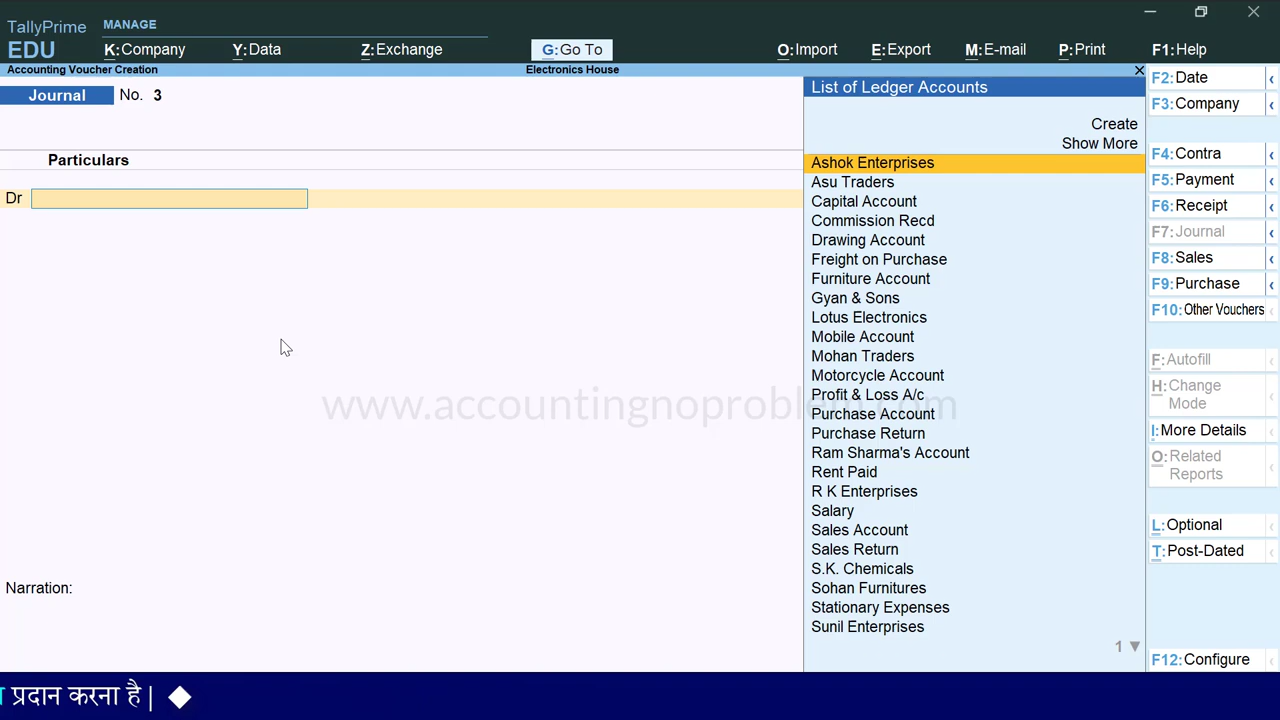 TallyPrime
EDU
MANAGE
K:Company Y:Data Z:Exchange G:Go To O:Import E:Export M:E-mail P:Print F1:Help
Accounting Voucher Creation Electronics House
Journal No. 3
Particulars
Dr
Narration:
List of Ledger Accounts
Create
Show More
Ashok Enterprises
Asu Traders
Capital Account
Commission Recd
Drawing Account
Freight on Purchase
Furniture Account
Gyan & Sons
Lotus Electronics
Mobile Account
Mohan Traders
Motorcycle Account
Profit & Loss A/c
Purchase Account
Purchase Return
Ram Sharma's Account
Rent Paid
R K Enterprises
Salary
Sales Account
Sales Return
S.K. Chemicals
Sohan Furnitures
Stationary Expenses
Sunil Enterprises
1 ▼
F2:Date
F3:Company
F4:Contra
F5:Payment
F6:Receipt
F7:Journal
F8:Sales
F9:Purchase
F10:Other Vouchers
F:Autofill
H:Change
Mode
I:More Details
O:Related
Reports
L:Optional
T:Post-Dated
F12:Configure
www.accountingnoproblem.com
प्रदान करना है |